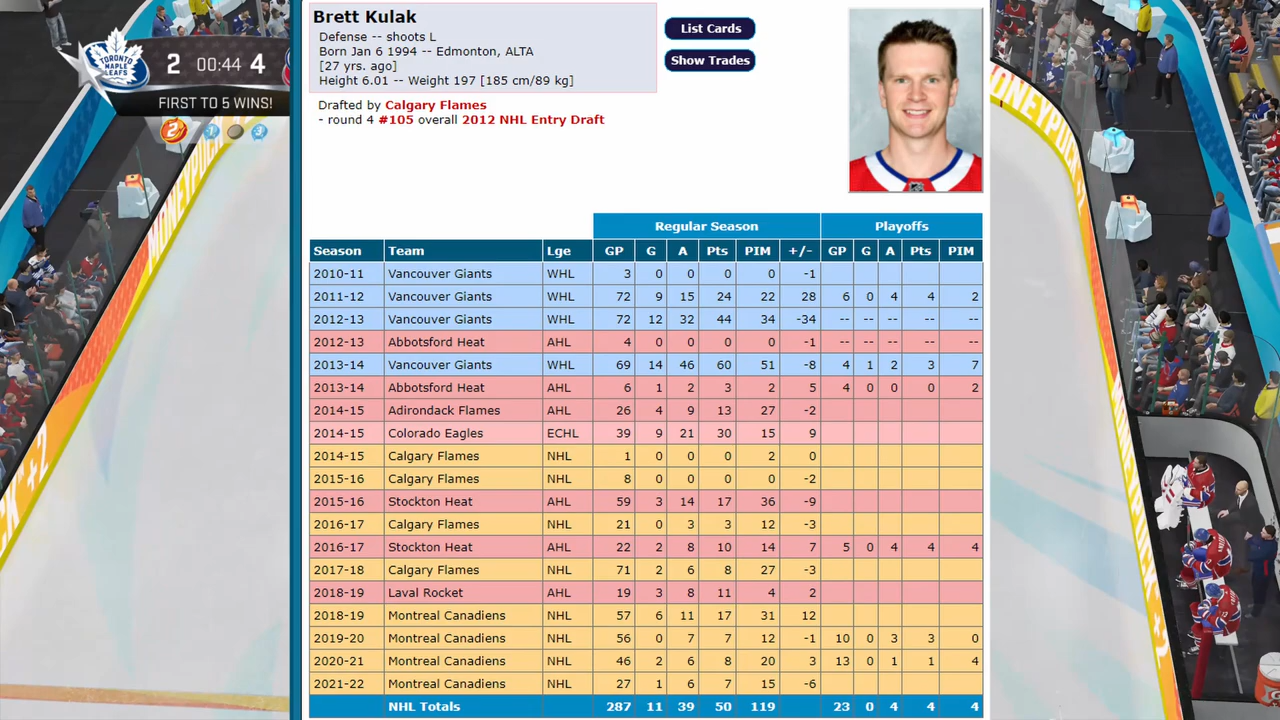 Brett Kulak
Defense -- shoots L
Born Jan 6 1994 -- Edmonton, ALTA
[27 yrs. ago]
Height 6.01 -- Weight 197 [185 cm/89 kg]
Drafted by Calgary Flames
- round 4 #105 overall 2012 NHL Entry Draft
List Cards
Show Trades
TORONTO MAPLE LEAFS 2 00:44 4
FIRST TO 5 WINS!
2 1 3
MONEYPUCK
MONEYPUCK
CK +2
MONEYPUCK +2
Regular Season Playoffs
Season Team Lge GP G A Pts PIM +/- GP G A Pts PIM
2010-11 Vancouver Giants WHL 3 0 0 0 0 -1
2011-12 Vancouver Giants WHL 72 9 15 24 22 28 6 0 4 4 2
2012-13 Vancouver Giants WHL 72 12 32 44 34 -34 -- -- -- -- --
2012-13 Abbotsford Heat AHL 4 0 0 0 0 -1 -- -- -- -- --
2013-14 Vancouver Giants WHL 69 14 46 60 51 -8 4 1 2 3 7
2013-14 Abbotsford Heat AHL 6 1 2 3 2 5 4 0 0 0 2
2014-15 Adirondack Flames AHL 26 4 9 13 27 -2
2014-15 Colorado Eagles ECHL 39 9 21 30 15 9
2014-15 Calgary Flames NHL 1 0 0 0 2 0
2015-16 Calgary Flames NHL 8 0 0 0 0 -2
2015-16 Stockton Heat AHL 59 3 14 17 36 -9
2016-17 Calgary Flames NHL 21 0 3 3 12 -3
2016-17 Stockton Heat AHL 22 2 8 10 14 7 5 0 4 4 4
2017-18 Calgary Flames NHL 71 2 6 8 27 -3
2018-19 Laval Rocket AHL 19 3 8 11 4 2
2018-19 Montreal Canadiens NHL 57 6 11 17 31 12
2019-20 Montreal Canadiens NHL 56 0 7 7 12 -1 10 0 3 3 0
2020-21 Montreal Canadiens NHL 46 2 6 8 20 3 13 0 1 1 4
2021-22 Montreal Canadiens NHL 27 1 6 7 15 -6
NHL Totals 287 11 39 50 119 23 0 4 4 4